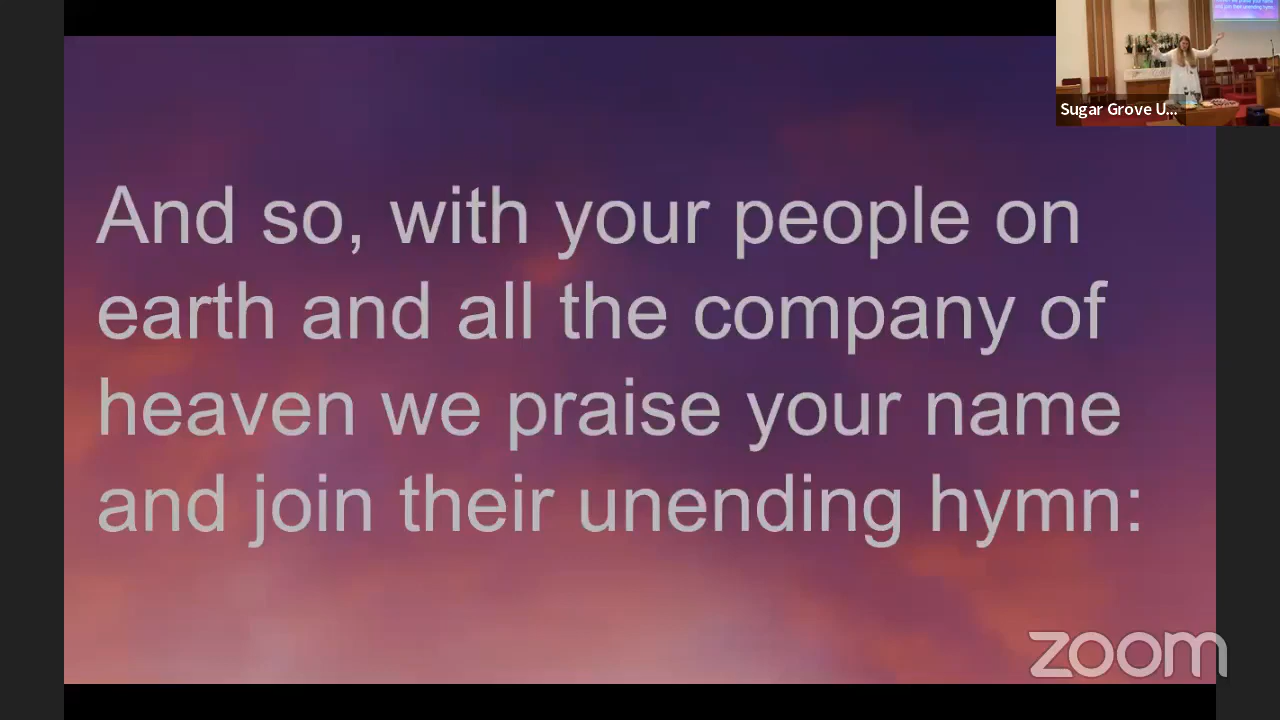 And so, with your people on
earth and all the company of
heaven we praise your name
and join their unending hymn:
Sugar Grove U...
zoom